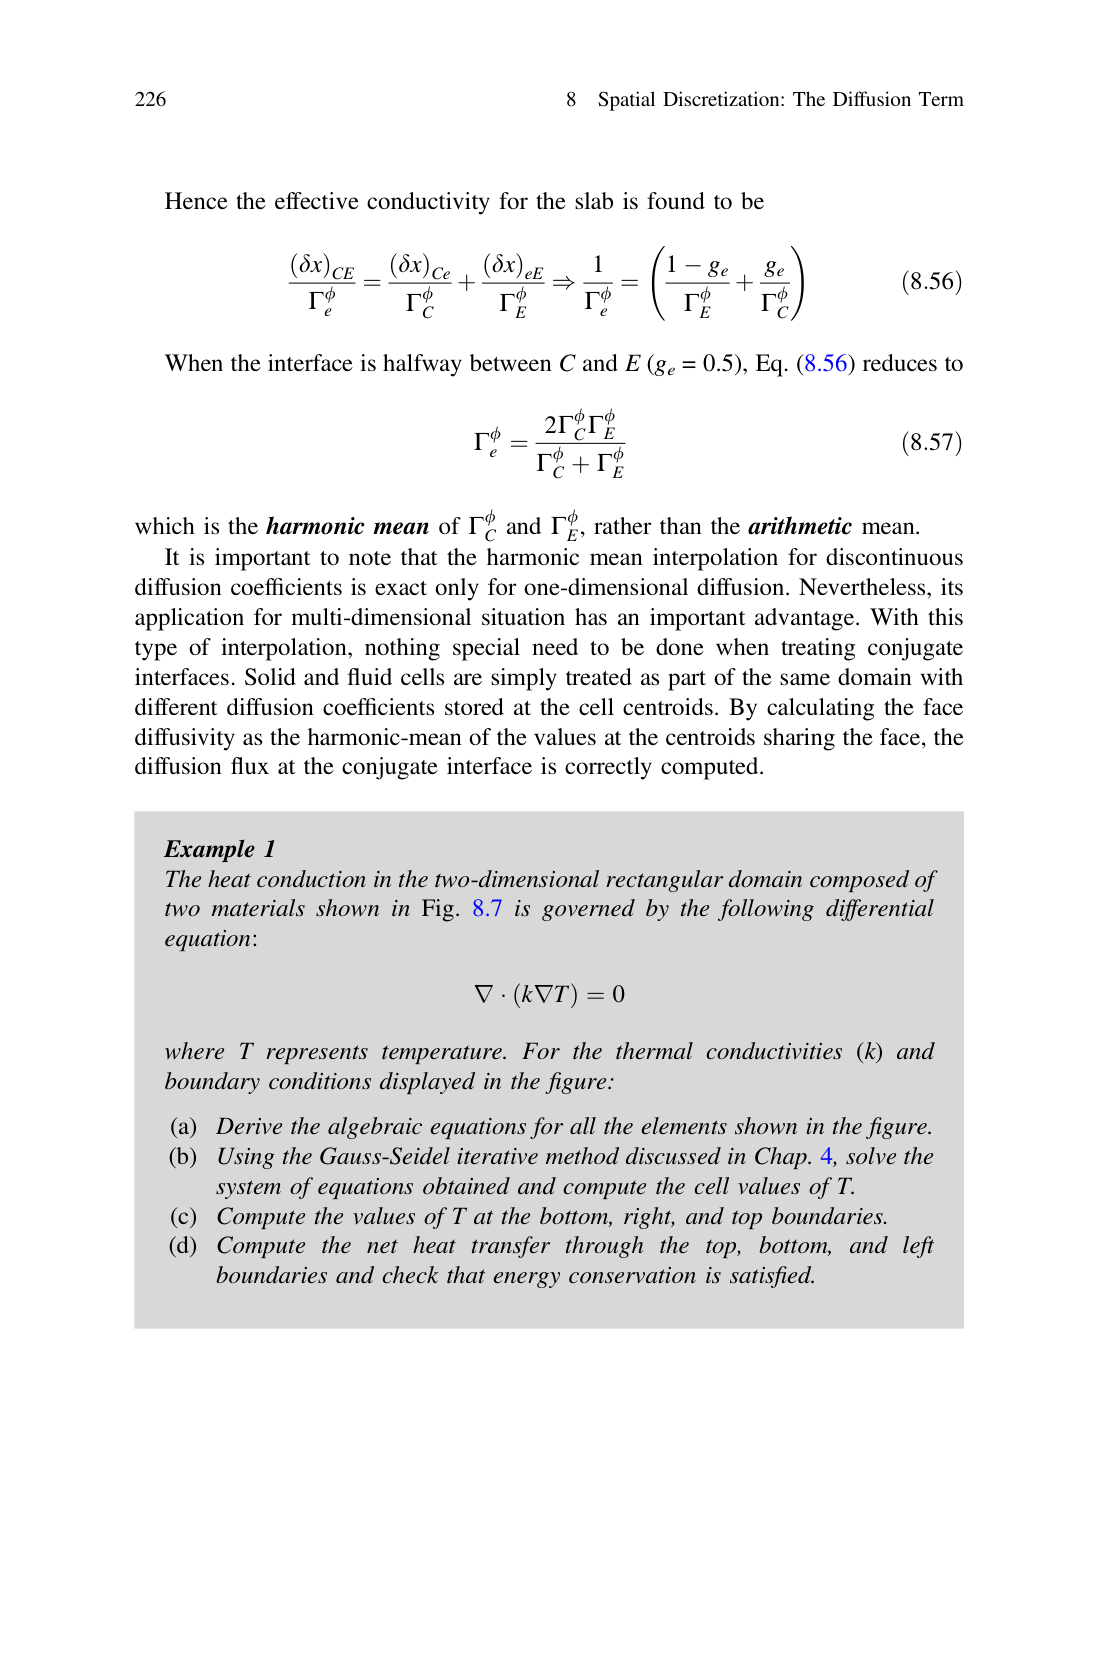 226 8 Spatial Discretization: The Diffusion Term
Hence the effective conductivity for the slab is found to be
$\frac{(\delta x)_{CE}}{\Gamma_e^\phi} = \frac{(\delta x)_{Ce}}{\Gamma_C^\phi} + \frac{(\delta x)_{eE}}{\Gamma_E^\phi} \Rightarrow \frac{1}{\Gamma_e^\phi} = \left(\frac{1 - g_e}{\Gamma_E^\phi} + \frac{g_e}{\Gamma_C^\phi}\right)$ (8.56)
When the interface is halfway between C and E ($g_e$ = 0.5), Eq. (8.56) reduces to
$\Gamma_e^\phi = \frac{2\Gamma_C^\phi \Gamma_E^\phi}{\Gamma_C^\phi + \Gamma_E^\phi}$ (8.57)
which is the harmonic mean of $\Gamma_C^\phi$ and $\Gamma_E^\phi$, rather than the arithmetic mean.
It is important to note that the harmonic mean interpolation for discontinuous
diffusion coefficients is exact only for one-dimensional diffusion. Nevertheless, its
application for multi-dimensional situation has an important advantage. With this
type of interpolation, nothing special need to be done when treating conjugate
interfaces. Solid and fluid cells are simply treated as part of the same domain with
different diffusion coefficients stored at the cell centroids. By calculating the face
diffusivity as the harmonic-mean of the values at the centroids sharing the face, the
diffusion flux at the conjugate interface is correctly computed.
Example 1
The heat conduction in the two-dimensional rectangular domain composed of
two materials shown in Fig. 8.7 is governed by the following differential
equation:
$\nabla \cdot (k \nabla T) = 0$
where T represents temperature. For the thermal conductivities (k) and
boundary conditions displayed in the figure:
(a) Derive the algebraic equations for all the elements shown in the figure.
(b) Using the Gauss-Seidel iterative method discussed in Chap. 4, solve the
system of equations obtained and compute the cell values of T.
(c) Compute the values of T at the bottom, right, and top boundaries.
(d) Compute the net heat transfer through the top, bottom, and left
boundaries and check that energy conservation is satisfied.